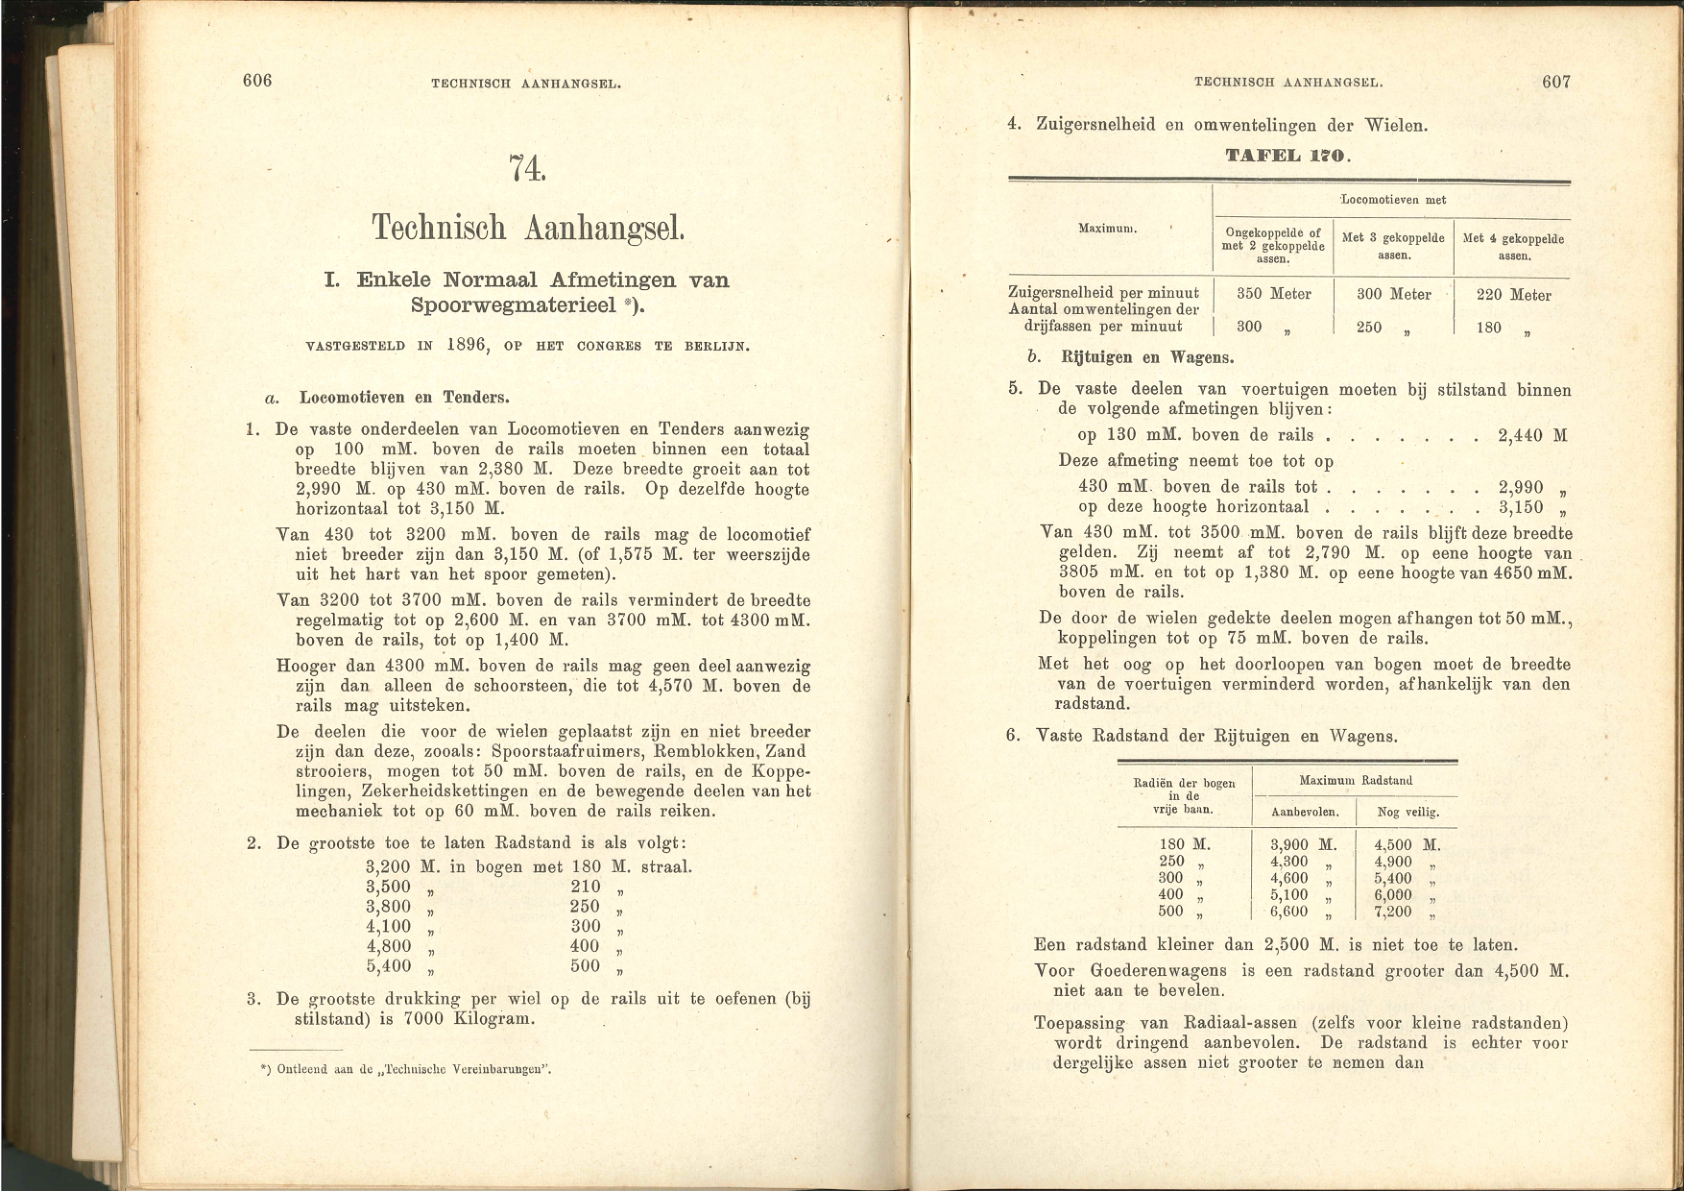 606
TECHNISCH AANHANGSEL.
74.
Technisch Aanhangsel.
I. Enkele Normaal Afmetingen van
Spoorwegmaterieel *).
VASTGESTELD IN 1896, OP HET CONGRES TE BERLIJN.
a. Locomotieven en Tenders.
1. De vaste onderdeelen van Locomotieven en Tenders aanwezig
op 100 mM. boven de rails moeten binnen een totaal
breedte blijven van 2,380 M. Deze breedte groeit aan tot
2,990 M. op 430 mM. boven de rails. Op dezelfde hoogte
horizontaal tot 3,150 M.
Van 430 tot 3200 mM. boven de rails mag de locomotief
niet breeder zijn dan 3,150 M. (of 1,575 M. ter weerszijde
uit het hart van het spoor gemeten).
Van 3200 tot 3700 mM. boven de rails vermindert de breedte
regelmatig tot op 2,600 M. en van 3700 mM. tot 4300 mM.
boven de rails, tot op 1,400 M.
Hooger dan 4300 mM. boven de rails mag geen deel aanwezig
zijn dan alleen de schoorsteen, die tot 4,570 M. boven de
rails mag uitsteken.
De deelen die voor de wielen geplaatst zijn en niet breeder
zijn dan deze, zooals: Spoorstaafruimers, Remblokken, Zand
strooiers, mogen tot 50 mM. boven de rails, en de Koppe-
lingen, Zekerheidskettingen en de bewegende deelen van het
mechaniek tot op 60 mM. boven de rails reiken.
2. De grootste toe te laten Radstand is als volgt:
3,200 M. in bogen met 180 M. straal.
3,500 „ 210 „
3,800 „ 250 „
4,100 „ 300 „
4,800 „ 400 „
5,400 „ 500 „
3. De grootste drukking per wiel op de rails uit te oefenen (bij
stilstand) is 7000 Kilogram.
*) Ontleend aan de „Technische Vereinbarungen”.
TECHNISCH AANHANGSEL.
607
4. Zuigersnelheid en omwentelingen der Wielen.
TAFEL 170.
Maximum.
Locomotieven met
Ongekoppelde of
met 2 gekoppelde
assen.
Met 3 gekoppelde
assen.
Met 4 gekoppelde
assen.
Zuigersnelheid per minuut 350 Meter 300 Meter 220 Meter
Aantal omwentelingen der
drijfassen per minuut 300 „ 250 „ 180 „
b. Rijtuigen en Wagens.
5. De vaste deelen van voertuigen moeten bij stilstand binnen
de volgende afmetingen blijven:
op 130 mM. boven de rails . . . . . . . 2,440 M
Deze afmeting neemt toe tot op
430 mM. boven de rails tot . . . . . . . 2,990 „
op deze hoogte horizontaal . . . . . . . 3,150 „
Van 430 mM. tot 3500 mM. boven de rails blijft deze breedte
gelden. Zij neemt af tot 2,790 M. op eene hoogte van
3805 mM. en tot op 1,380 M. op eene hoogte van 4650 mM.
boven de rails.
De door de wielen gedekte deelen mogen afhangen tot 50 mM.,
koppelingen tot op 75 mM. boven de rails.
Met het oog op het doorloopen van bogen moet de breedte
van de voertuigen verminderd worden, afhankelijk van den
radstand.
6. Vaste Radstand der Rijtuigen en Wagens.
Radiën der bogen
in de
vrije baan.
Maximum Radstand
Aanbevolen. Nog veilig.
180 M. 3,900 M. 4,500 M.
250 „ 4,300 „ 4,900 „
300 „ 4,600 „ 5,400 „
400 „ 5,100 „ 6,000 „
500 „ 6,600 „ 7,200 „
Een radstand kleiner dan 2,500 M. is niet toe te laten.
Voor Goederenwagens is een radstand grooter dan 4,500 M.
niet aan te bevelen.
Toepassing van Radiaal-assen (zelfs voor kleine radstanden)
wordt dringend aanbevolen. De radstand is echter voor
dergelijke assen niet grooter te nemen dan